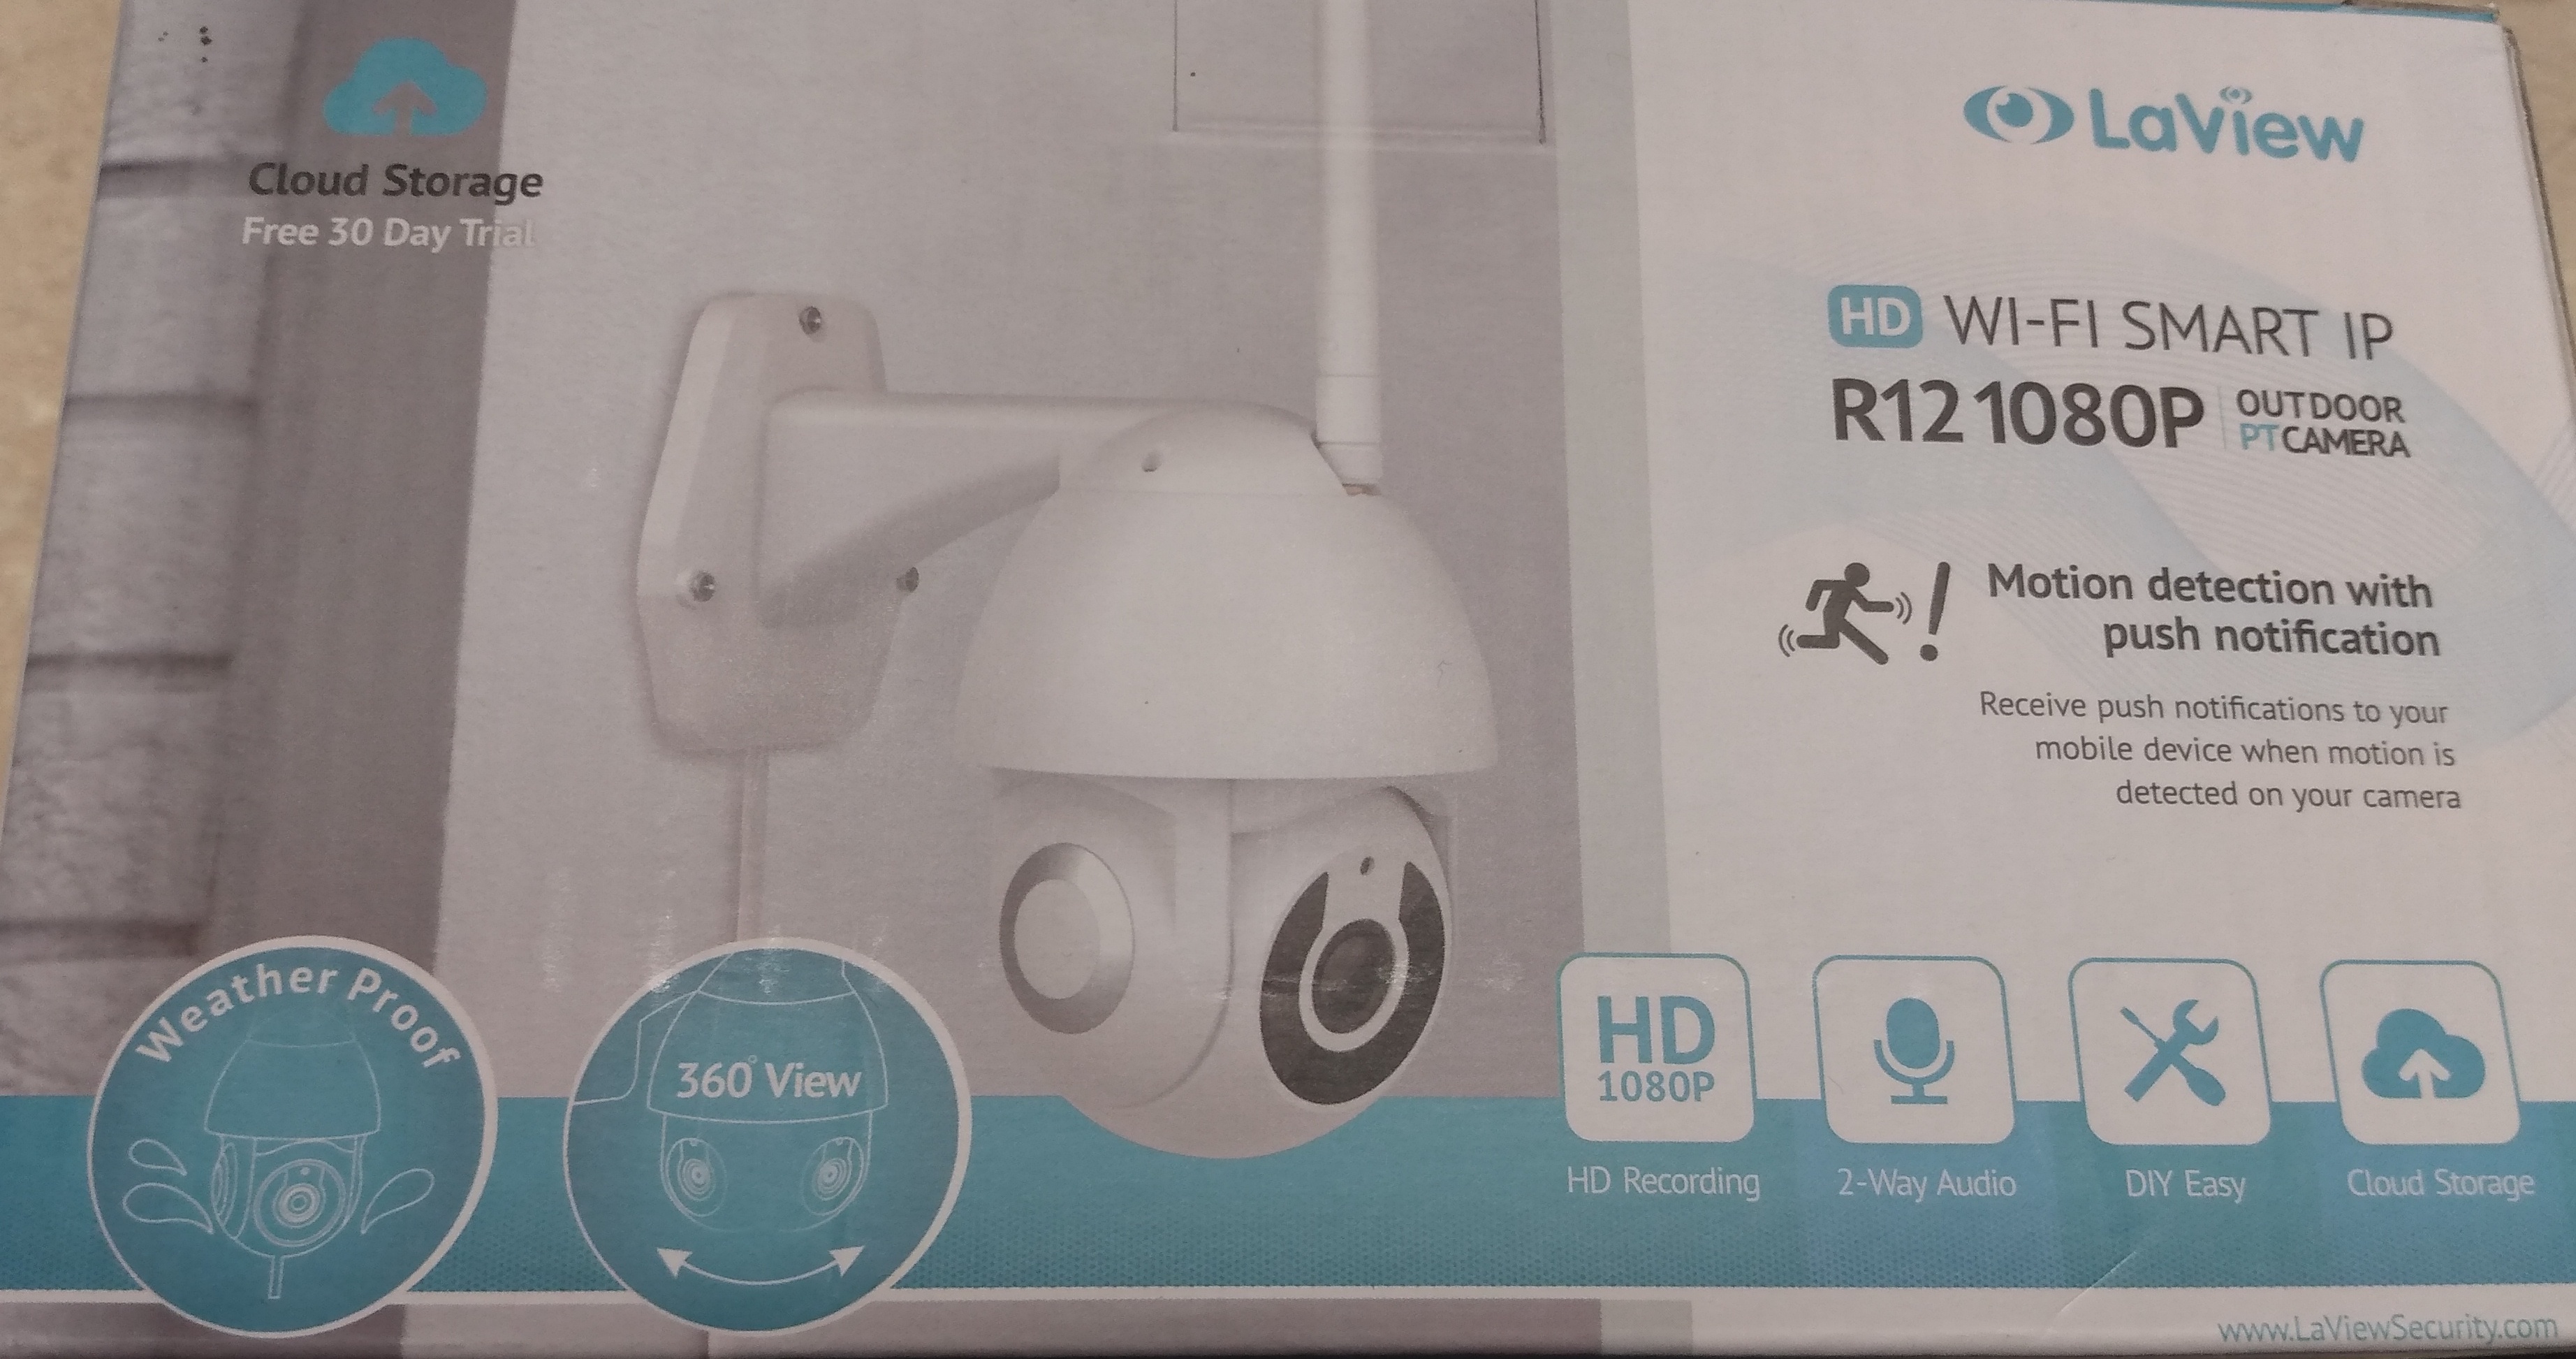 Cloud Storage
Free 30 Day Trial
LaView
HD WI-FI SMART IP
R12 1080P OUTDOOR
PT CAMERA
Motion detection with
push notification
Receive push notifications to your
mobile device when motion is
detected on your camera
Weather Proof
360° View
HD
1080P
HD Recording
2-Way Audio
DIY Easy
Cloud Storage
www.LaViewSecurity.com